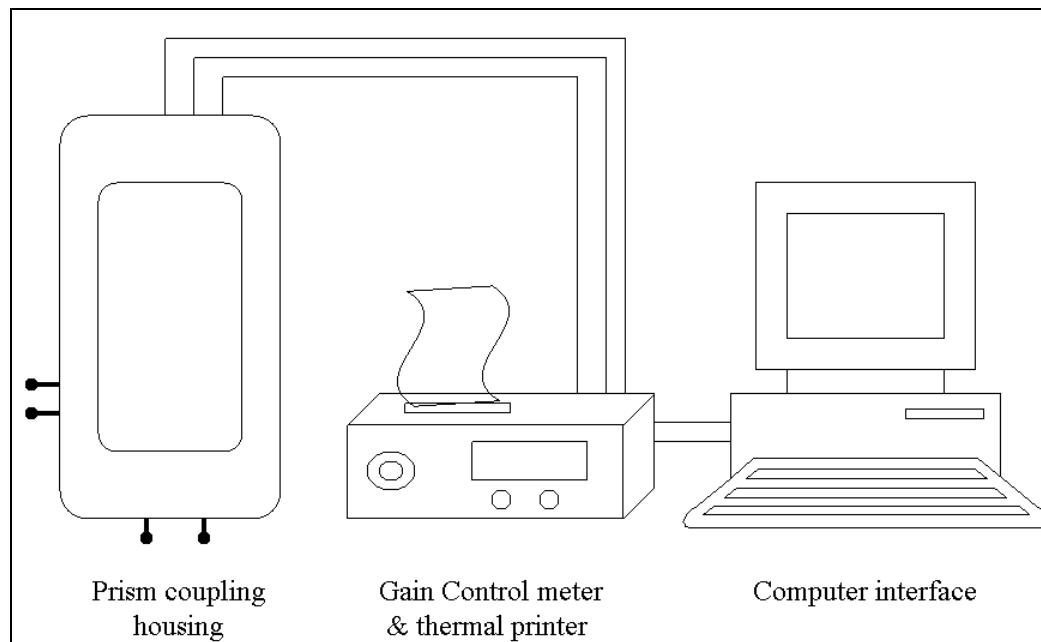 Prism coupling
housing
Gain Control meter
& thermal printer
Computer interface